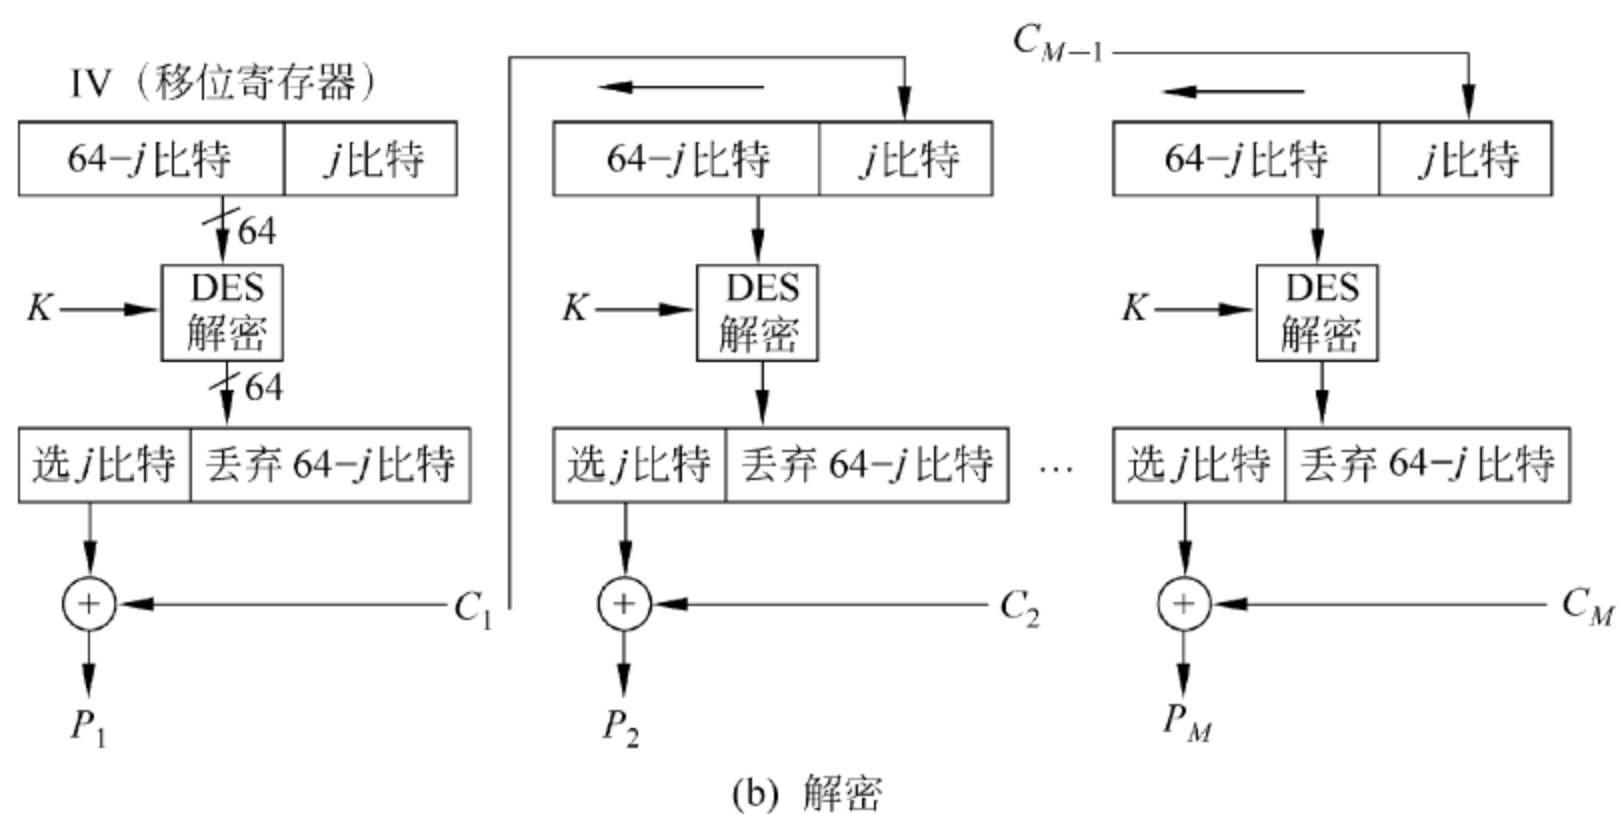 C_{M-1}
IV（移位寄存器）
64-j比特 j比特 64-j比特 j比特 64-j比特 j比特
64
K DES 解密 K DES 解密 K DES 解密
64
选j比特 丢弃 64-j比特 选j比特 丢弃 64-j比特 … 选j比特 丢弃 64-j比特
+ C_1 + C_2 + C_M
P_1 P_2 P_M
(b) 解密